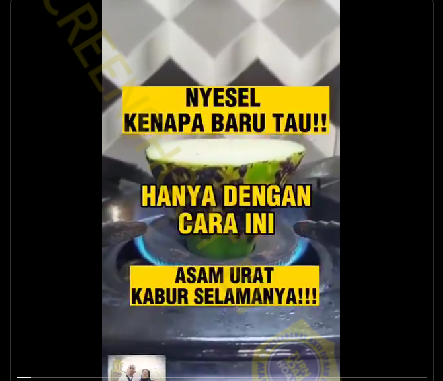 NYESEL
KENAPA BARU TAU!!
HANYA DENGAN
CARA INI
ASAM URAT
KABUR SELAMANYA!!!